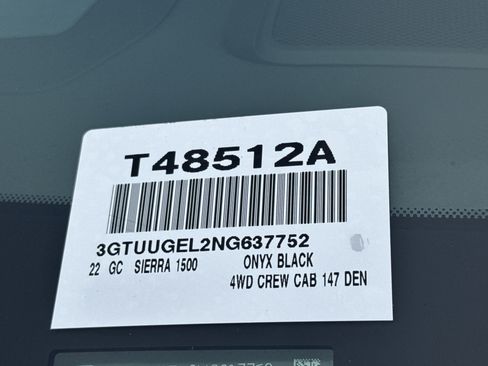 T48512A
3GTUUGEL2NG637752
22 GC SIERRA 1500 ONYX BLACK
4WD CREW CAB 147 DEN